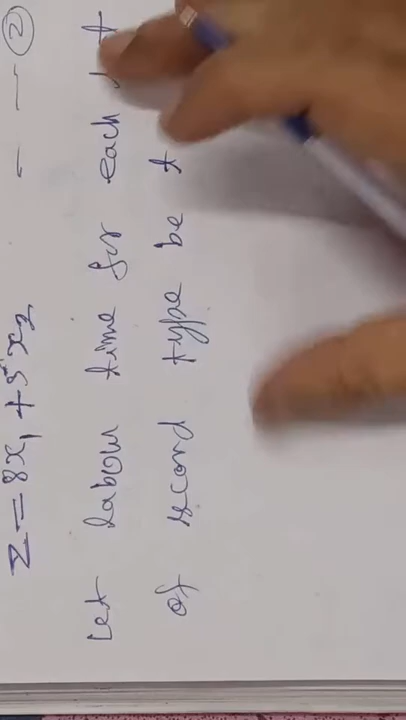 Z = 8x₁ + 5x₂ - - ②
Let labour time for each
of second type be t